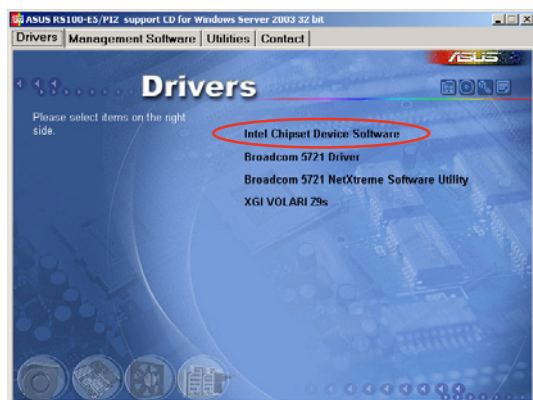 ASUS RS100-E5/PI2 support CD for Windows Server 2003 32 bit
Drivers Management Software Utilities Contact
ASUS
Drivers
Please select items on the right
side.
Intel Chipset Device Software
Broadcom 5721 Driver
Broadcom 5721 NetXtreme Software Utility
XGI VOLARI Z9s